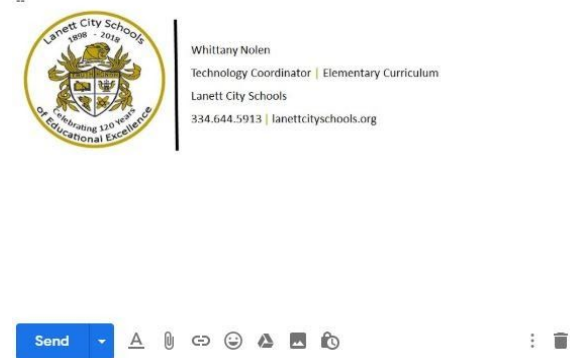 --
Lanett City Schools
1898 - 2018
Celebrating 120 Years
of Educational Excellence
Whittany Nolen
Technology Coordinator | Elementary Curriculum
Lanett City Schools
334.644.5913 | lanettcityschools.org
Send